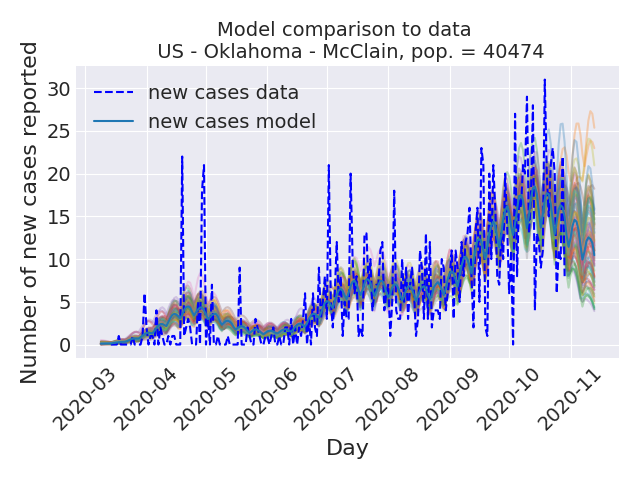 Model comparison to data
US - Oklahoma - McClain, pop. = 40474
Number of new cases reported
30
25
20
15
10
5
0
new cases data
new cases model
2020-03
2020-04
2020-05
2020-06
2020-07
2020-08
2020-09
2020-10
2020-11
Day